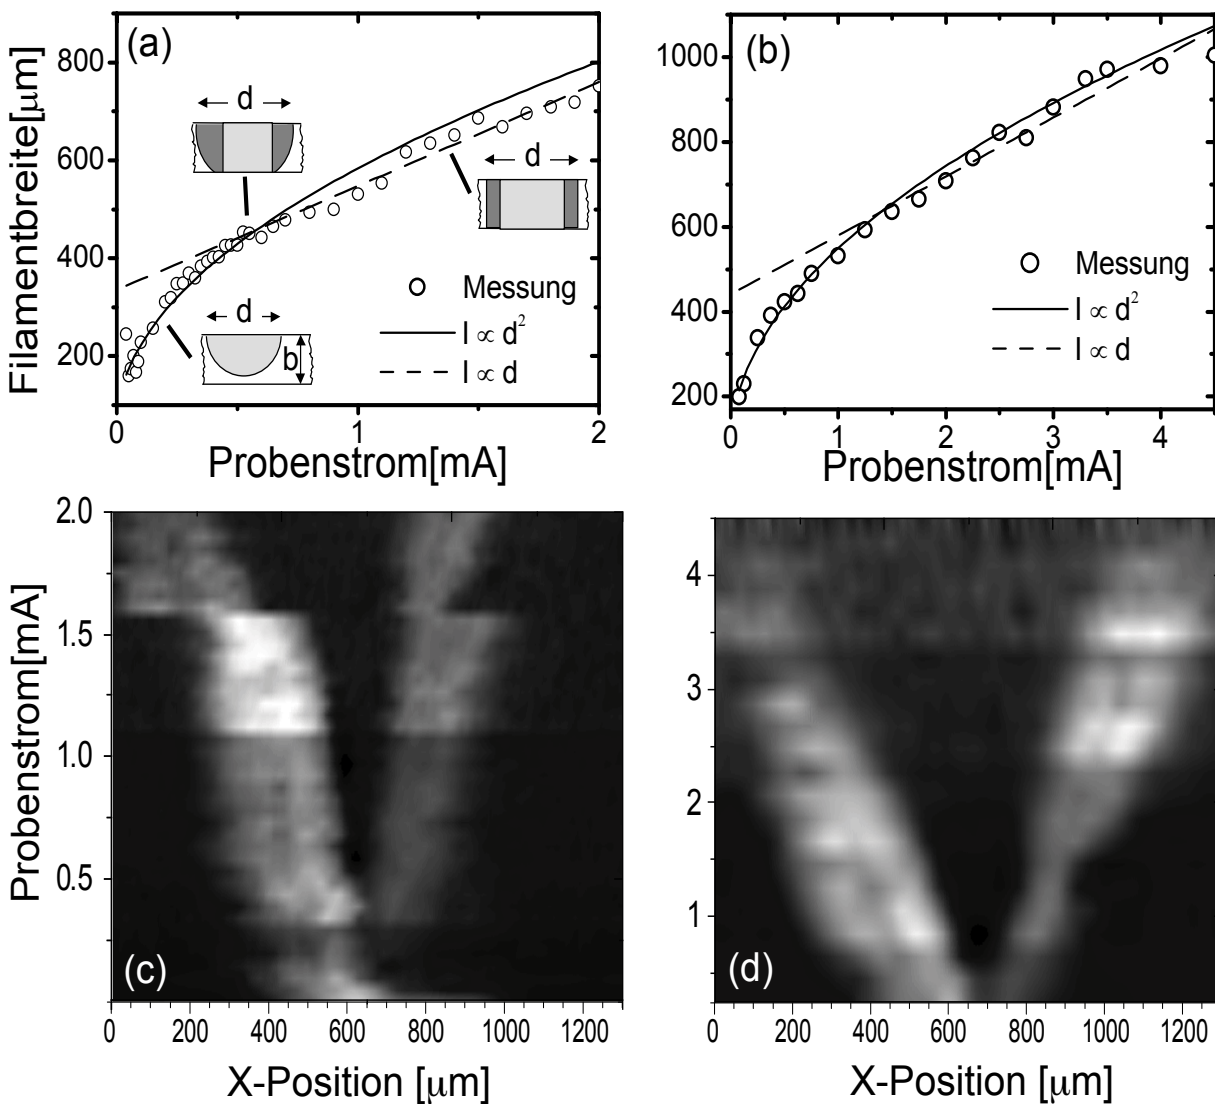 (a)
Filamentbreite[μm]
800
600
400
200
d
d
d
b
Messung
I ∝ d²
I ∝ d
0
1
2
Probenstrom[mA]
(b)
1000
800
600
400
200
Messung
I ∝ d²
I ∝ d
0
1
2
3
4
Probenstrom[mA]
(c)
Probenstrom[mA]
2.0
1.5
1.0
0.5
0
200
400
600
800
1000
1200
X-Position [μm]
(d)
4
3
2
1
0
200
400
600
800
1000
1200
X-Position [μm]